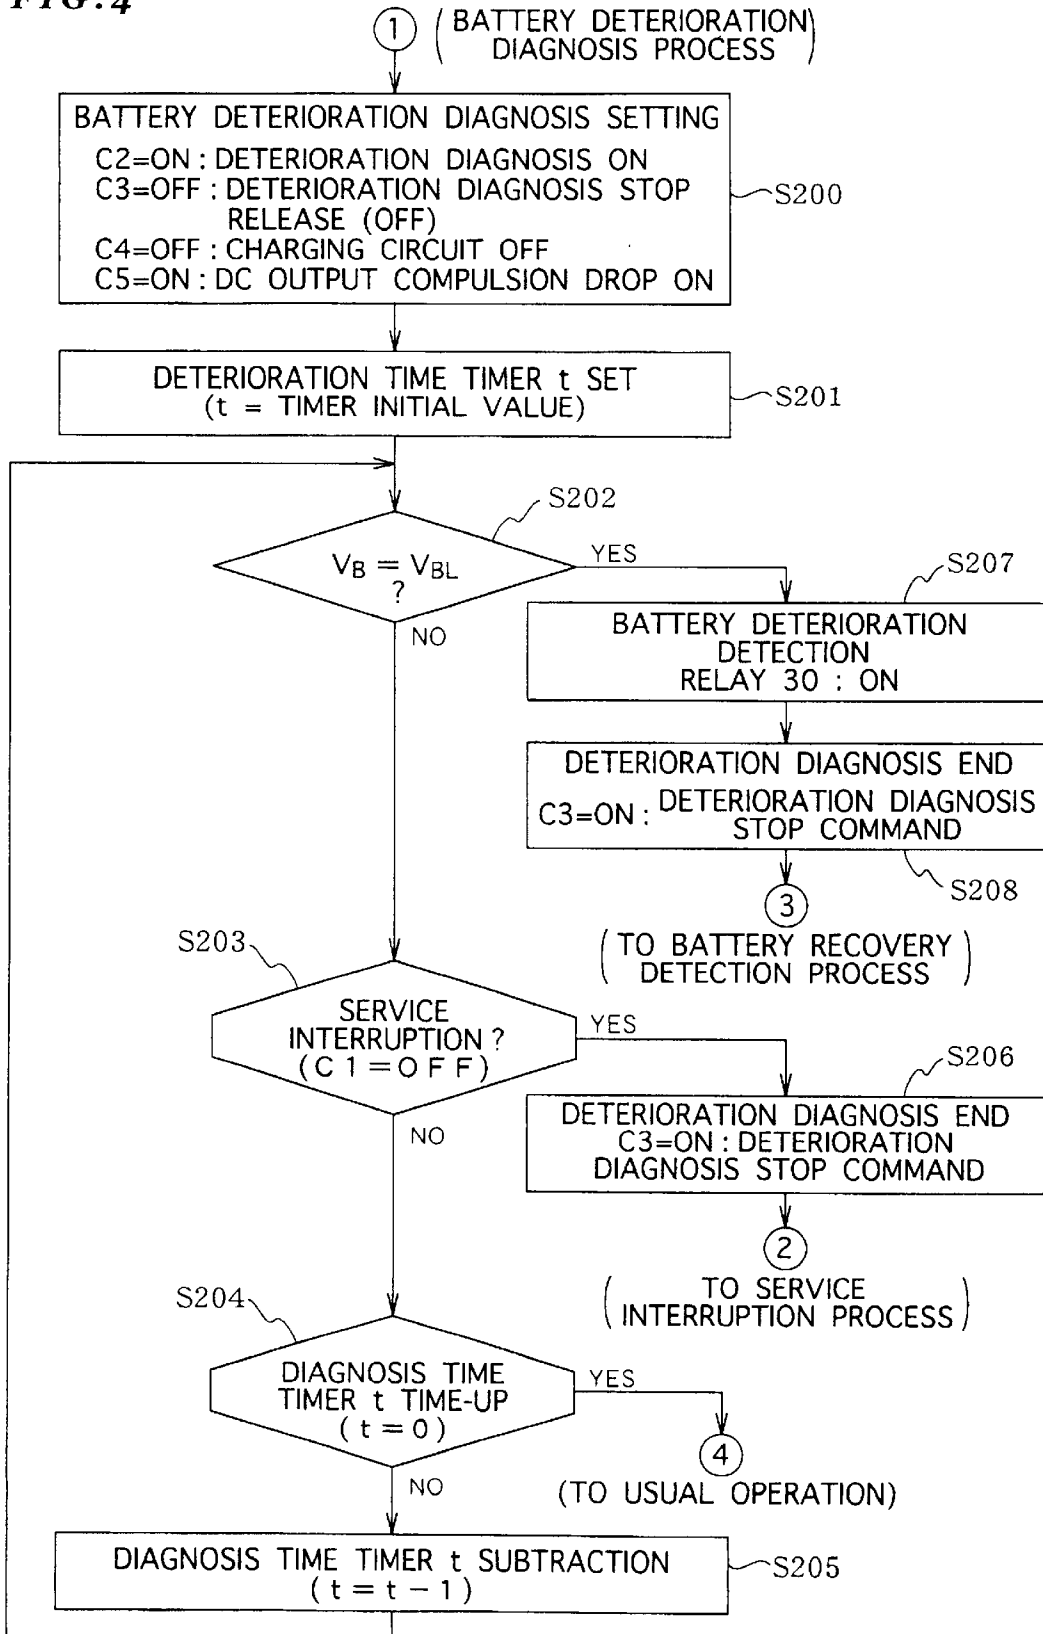 FIG.4
1
(BATTERY DETERIORATION
DIAGNOSIS PROCESS)
BATTERY DETERIORATION DIAGNOSIS SETTING
C2=ON : DETERIORATION DIAGNOSIS ON
C3=OFF : DETERIORATION DIAGNOSIS STOP
RELEASE (OFF)
C4=OFF : CHARGING CIRCUIT OFF
C5=ON : DC OUTPUT COMPULSION DROP ON
S200
DETERIORATION TIME TIMER t SET
(t = TIMER INITIAL VALUE)
S201
S202
VB = VBL
?
YES
NO
S207
BATTERY DETERIORATION
DETECTION
RELAY 30 : ON
DETERIORATION DIAGNOSIS END
C3=ON : DETERIORATION DIAGNOSIS
STOP COMMAND
S208
3
(TO BATTERY RECOVERY
DETECTION PROCESS)
S203
SERVICE
INTERRUPTION ?
(C1=OFF)
YES
NO
S206
DETERIORATION DIAGNOSIS END
C3=ON : DETERIORATION
DIAGNOSIS STOP COMMAND
2
(TO SERVICE
INTERRUPTION PROCESS)
S204
DIAGNOSIS TIME
TIMER t TIME-UP
(t = 0)
YES
NO
4
(TO USUAL OPERATION)
DIAGNOSIS TIME TIMER t SUBTRACTION
(t = t - 1)
S205